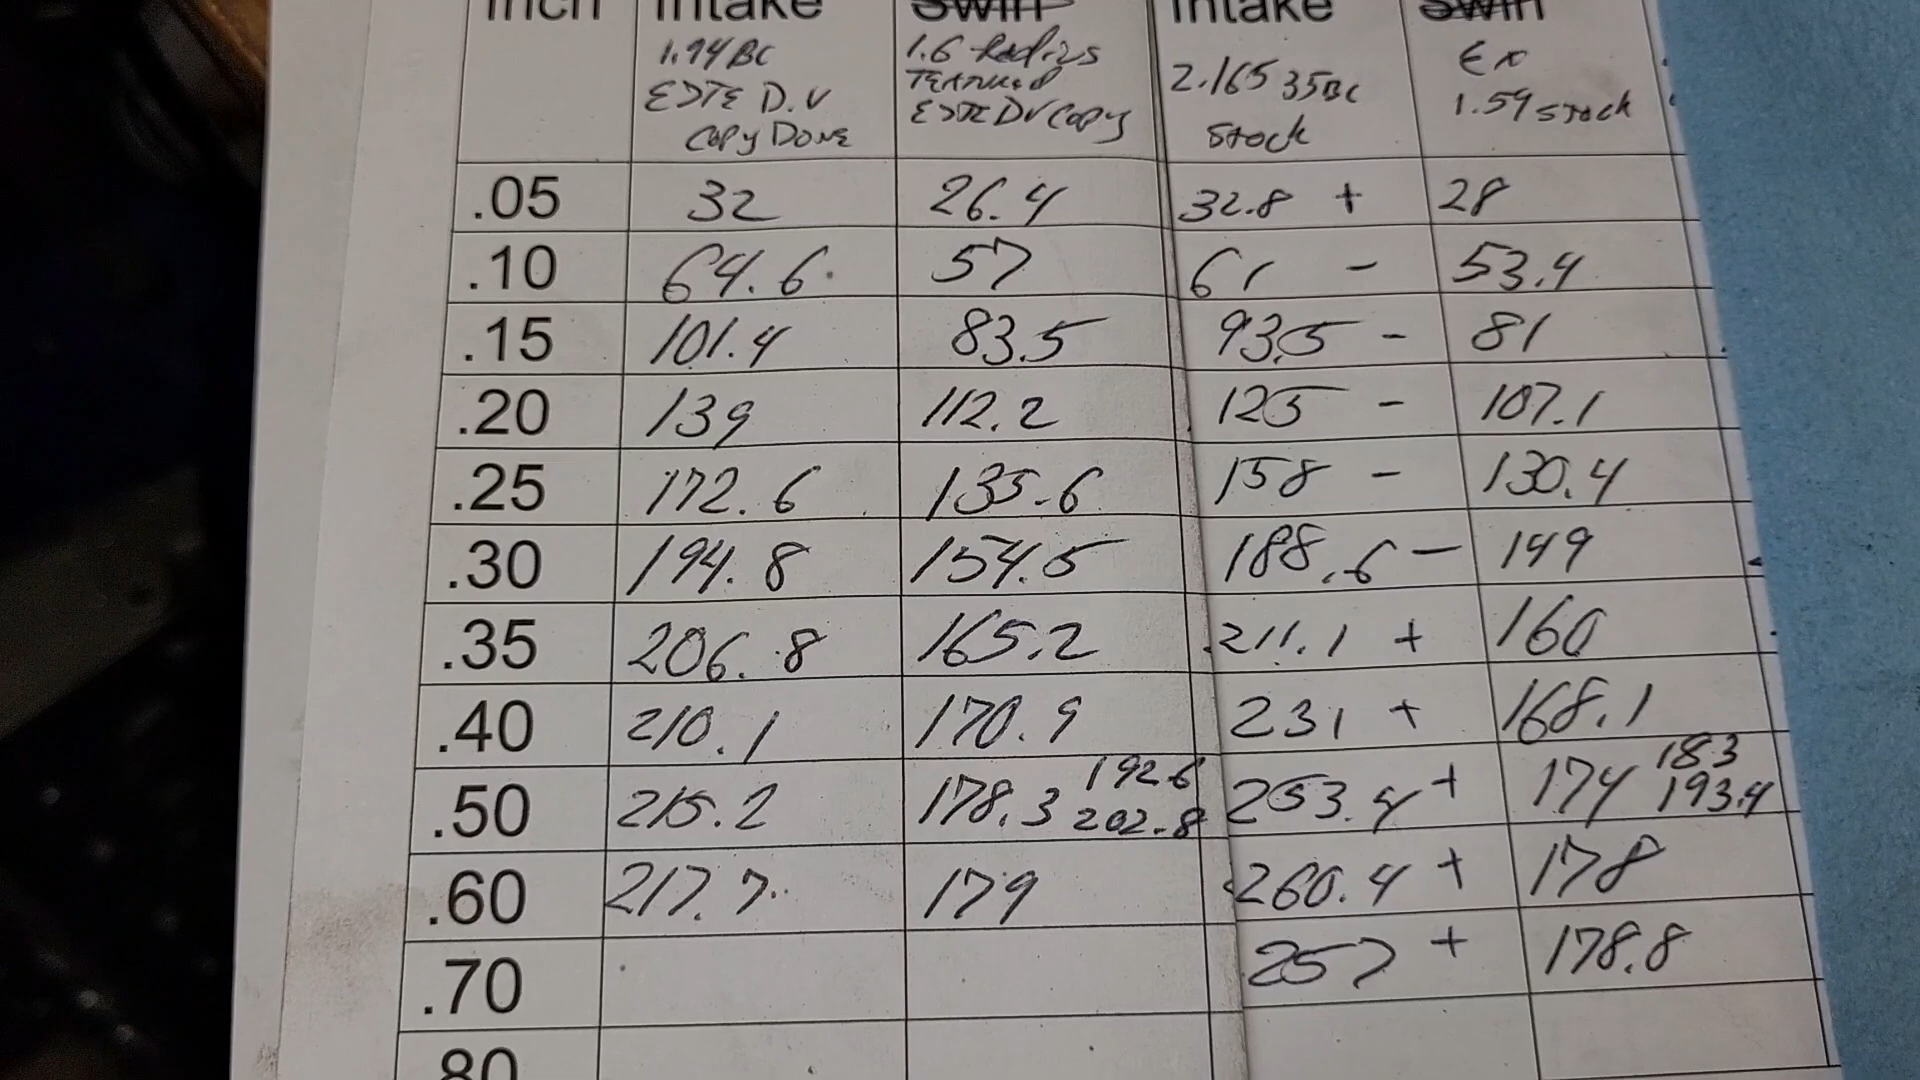 inch Intake Swirl Intake Swirl
1.94 BC 1.6 Radius 2.165 35BC Ex
D.V DV Copy Stock 1.59 stock
Copy Done
.05 32 26.4 32.8 + 28
.10 64.6 57 61 - 53.4
.15 101.4 83.5 93.5 - 81
.20 139 112.2 125 - 107.1
.25 172.6 135.6 158 - 130.4
.30 194.8 154.5 188.6 - 149
.35 206.8 165.2 211.1 + 160
.40 210.1 170.9 231 + 168.1
.50 215.2 178.3 192.6 202.8 253.4 + 174 183 193.4
.60 217.7 179 260.4 + 178
.70 257 + 178.8
.80